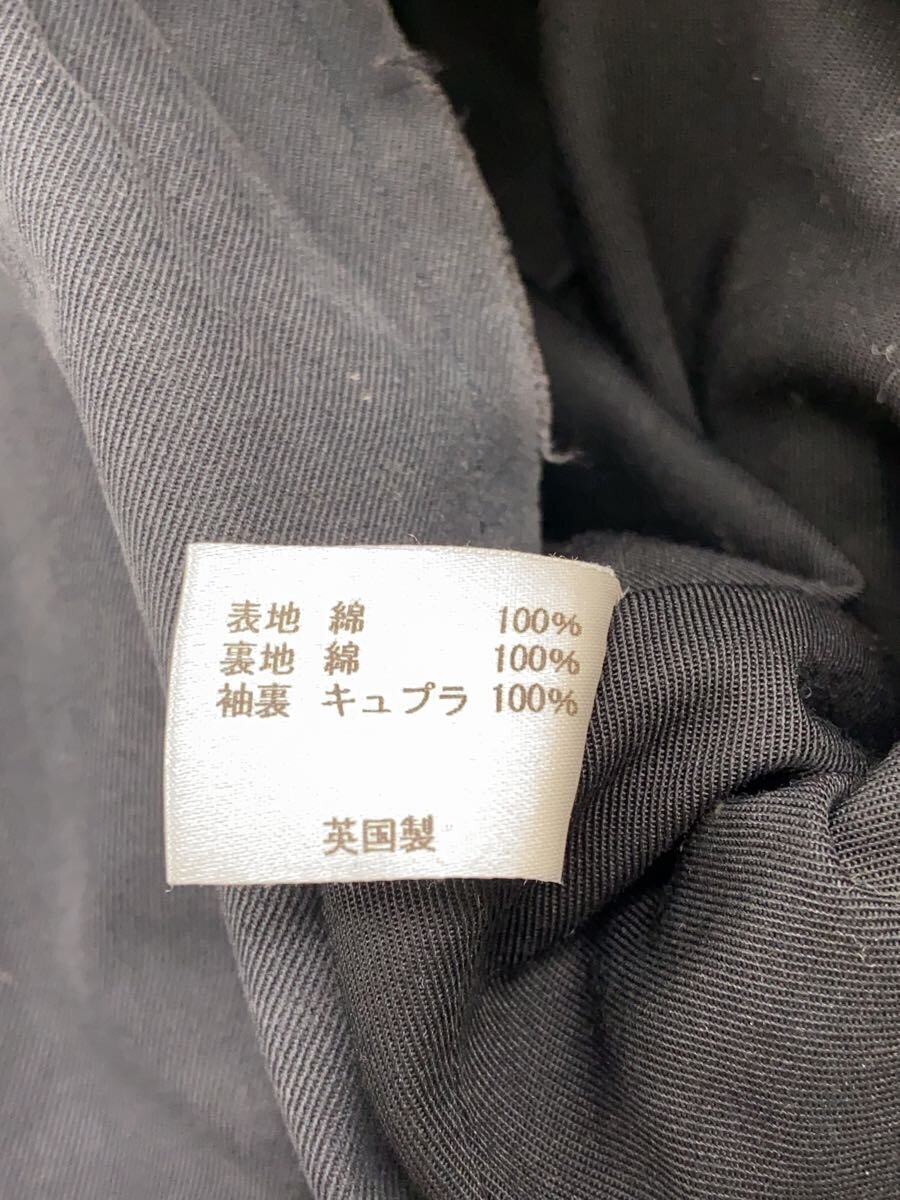 表地 綿 100%
裏地 綿 100%
袖裏 キュプラ 100%
英国製